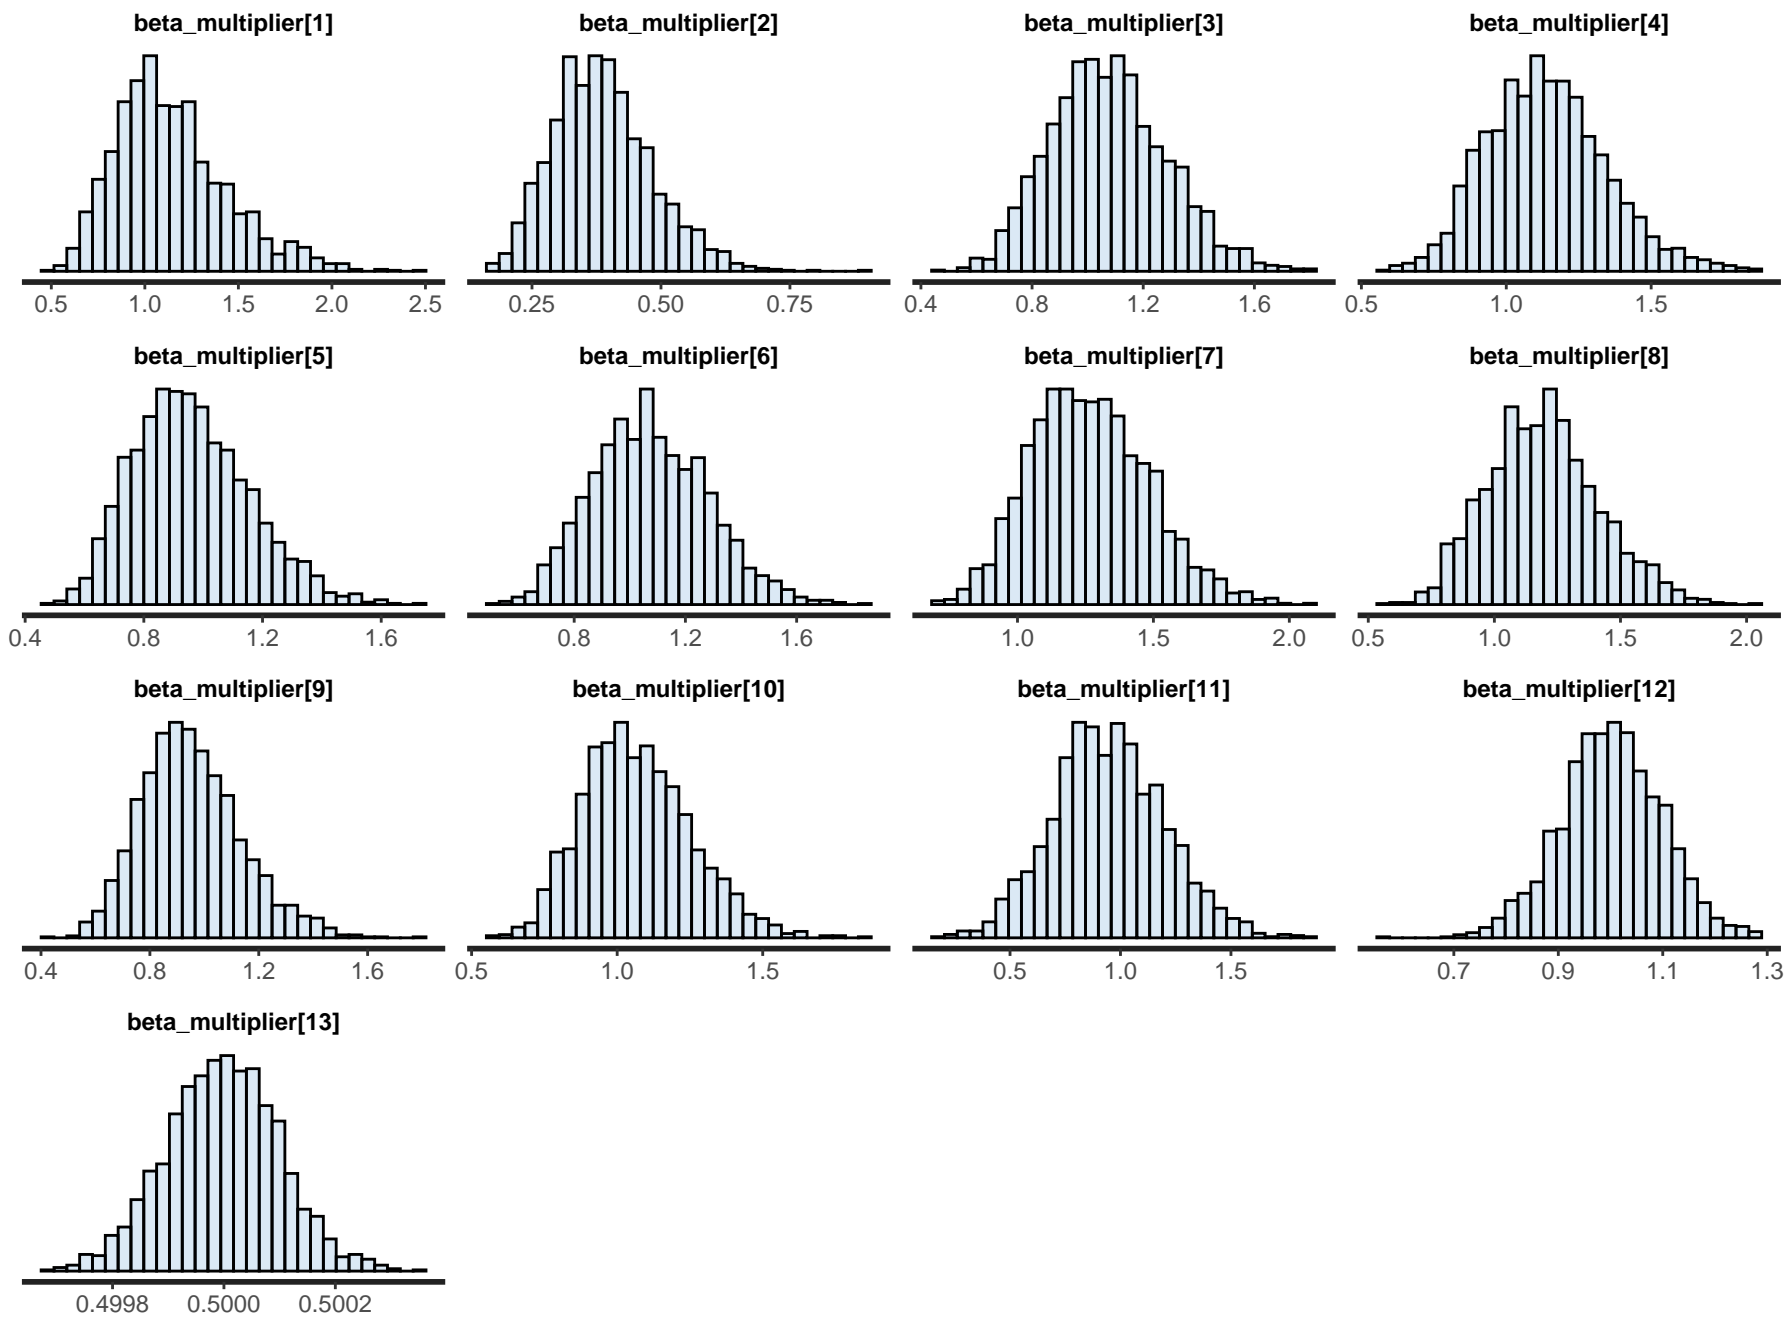 beta_multiplier[1] beta_multiplier[2] beta_multiplier[3] beta_multiplier[4]
0.5 1.0 1.5 2.0 2.5 0.25 0.50 0.75 0.4 0.8 1.2 1.6 0.5 1.0 1.5
beta_multiplier[5] beta_multiplier[6] beta_multiplier[7] beta_multiplier[8]
0.4 0.8 1.2 1.6 0.8 1.2 1.6 1.0 1.5 2.0 0.5 1.0 1.5 2.0
beta_multiplier[9] beta_multiplier[10] beta_multiplier[11] beta_multiplier[12]
0.4 0.8 1.2 1.6 0.5 1.0 1.5 0.5 1.0 1.5 0.7 0.9 1.1 1.3
beta_multiplier[13]
0.4998 0.5000 0.5002